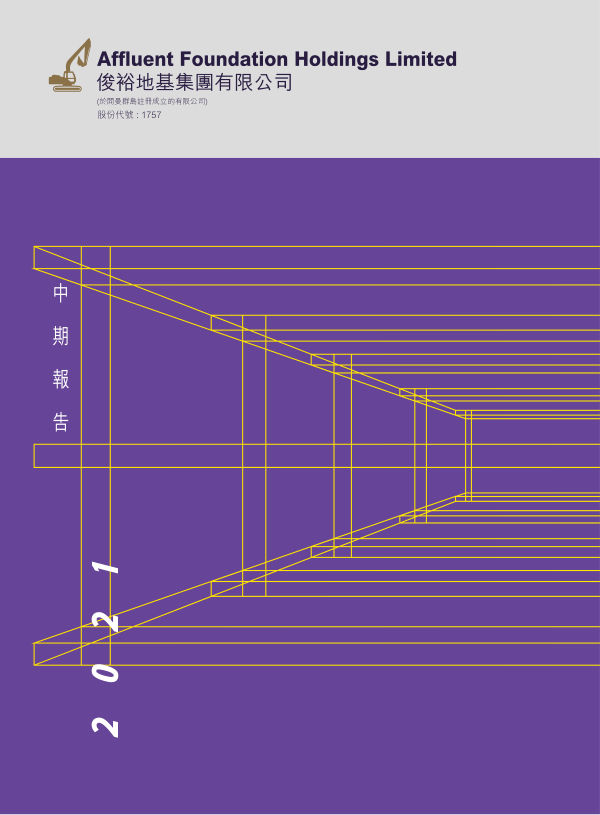 Affluent Foundation Holdings Limited
俊裕地基集團有限公司
(於開曼群島註冊成立的有限公司)
股份代號 : 1757
中期報告
2021